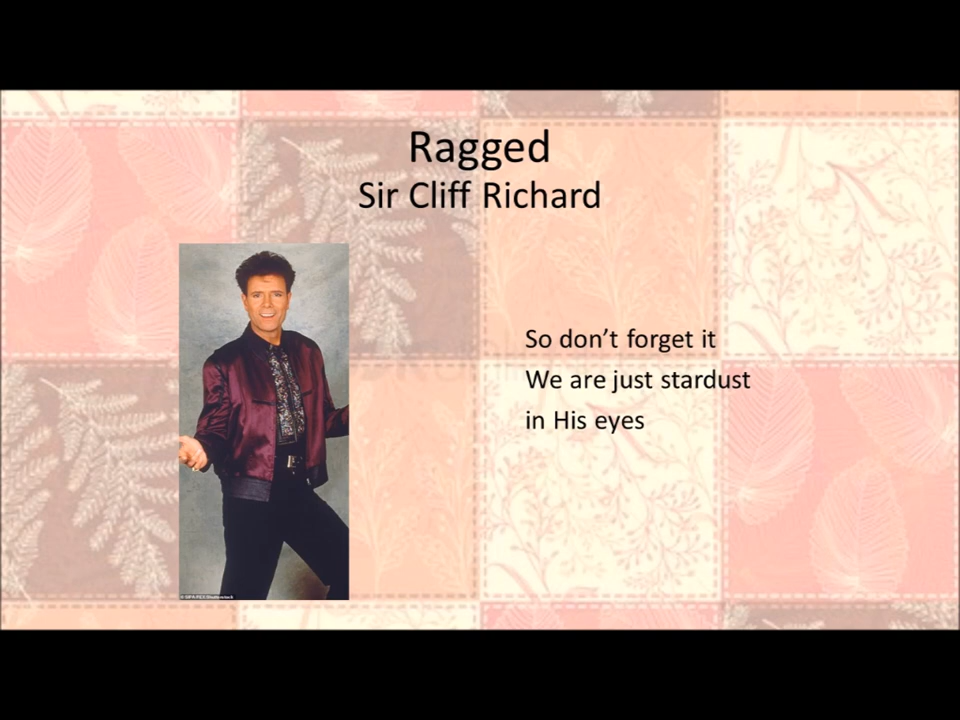 Ragged
Sir Cliff Richard
So don’t forget it
We are just stardust
in His eyes